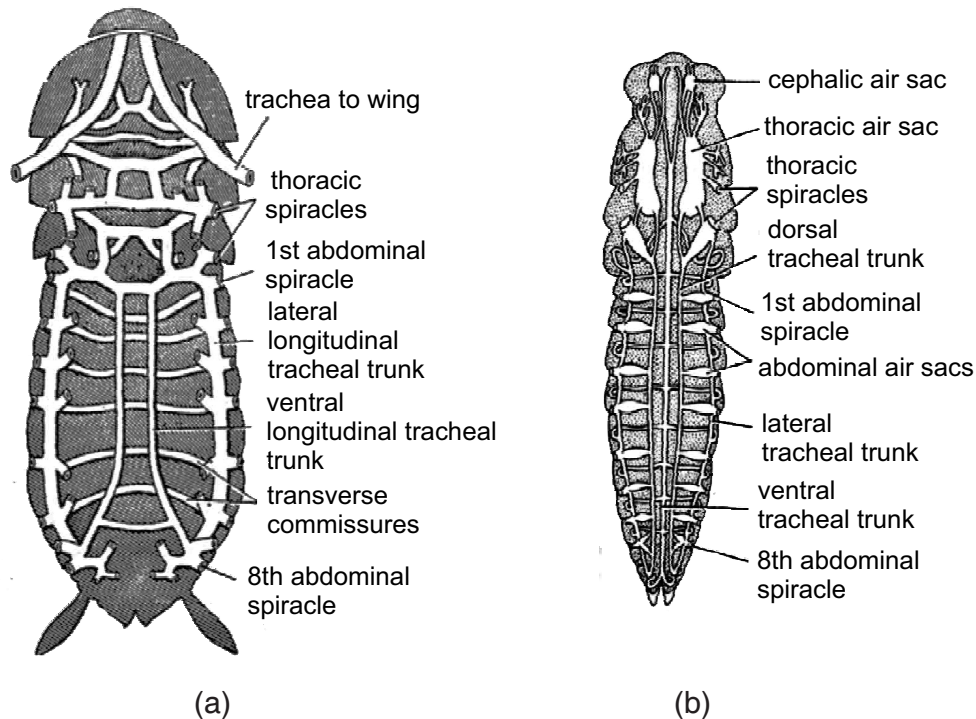 trachea to wing
thoracic
spiracles
1st abdominal
spiracle
lateral
longitudinal
tracheal trunk
ventral
longitudinal tracheal
trunk
transverse
commissures
8th abdominal
spiracle
(a)
cephalic air sac
thoracic air sac
thoracic
spiracles
dorsal
tracheal trunk
1st abdominal
spiracle
abdominal air sacs
lateral
tracheal trunk
ventral
tracheal trunk
8th abdominal
spiracle
(b)